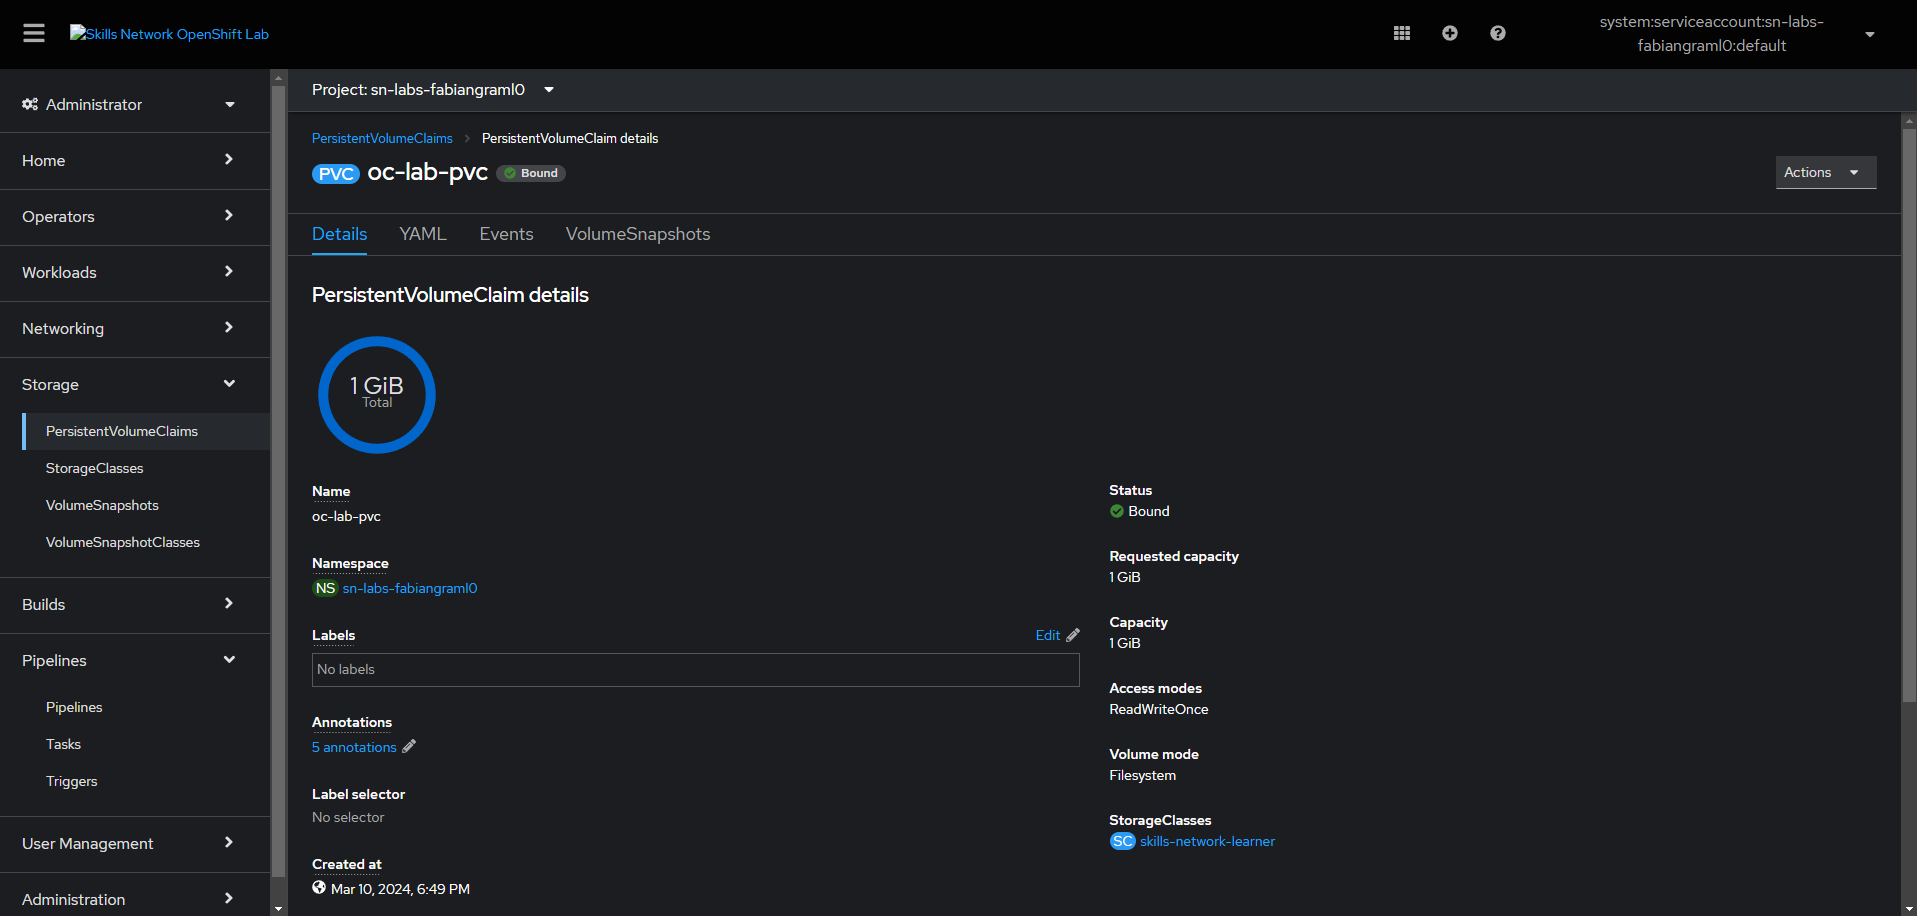 Skills Network OpenShift Lab
system:serviceaccount:sn-labs-
fabiangraml0:default
Administrator
Home
Operators
Workloads
Networking
Storage
PersistentVolumeClaims
StorageClasses
VolumeSnapshots
VolumeSnapshotClasses
Builds
Pipelines
Pipelines
Tasks
Triggers
User Management
Administration
Project: sn-labs-fabiangraml0
PersistentVolumeClaims PersistentVolumeClaim details
PVC oc-lab-pvc Bound
Actions
Details YAML Events VolumeSnapshots
PersistentVolumeClaim details
1 GiB
Total
Name
oc-lab-pvc
Namespace
NS sn-labs-fabiangraml0
Labels Edit
No labels
Annotations
5 annotations
Label selector
No selector
Created at
Mar 10, 2024, 6:49 PM
Status
Bound
Requested capacity
1 GiB
Capacity
1 GiB
Access modes
ReadWriteOnce
Volume mode
Filesystem
StorageClasses
SC skills-network-learner